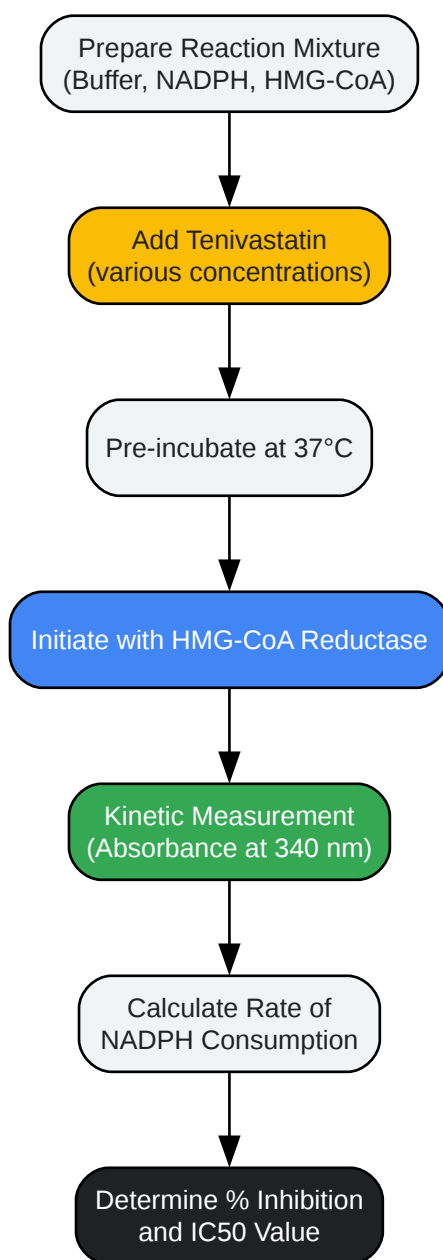 Prepare Reaction Mixture
(Buffer, NADPH, HMG-CoA)
Add Tenivastatin
(various concentrations)
Pre-incubate at 37°C
Initiate with HMG-CoA Reductase
Kinetic Measurement
(Absorbance at 340 nm)
Calculate Rate of
NADPH Consumption
Determine % Inhibition
and IC50 Value